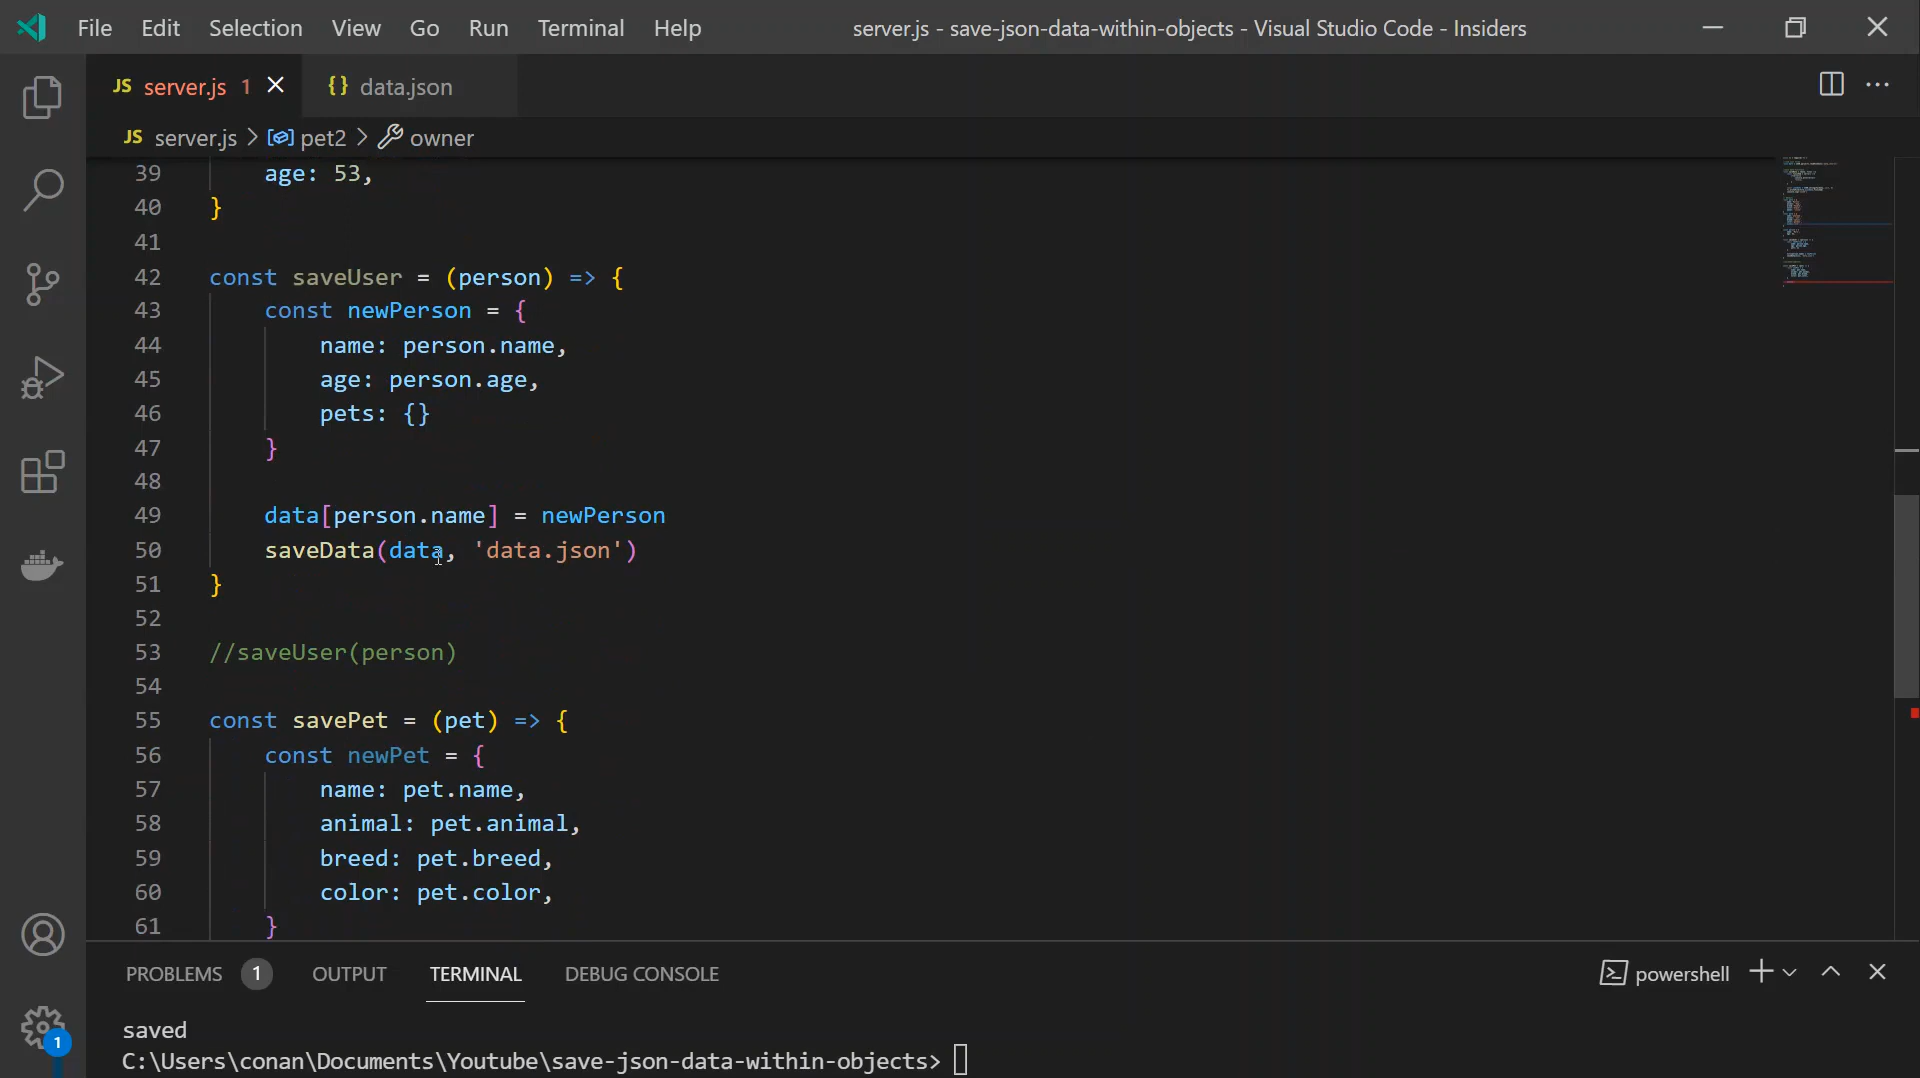 File Edit Selection View Go Run Terminal Help server.js - save-json-data-within-objects - Visual Studio Code - Insiders
JS server.js 1 {} data.json
JS server.js > pet2 > owner
39 age: 53,
40 }
41
42 const saveUser = (person) => {
43 const newPerson = {
44 name: person.name,
45 age: person.age,
46 pets: {}
47 }
48
49 data[person.name] = newPerson
50 saveData(data, 'data.json')
51 }
52
53 //saveUser(person)
54
55 const savePet = (pet) => {
56 const newPet = {
57 name: pet.name,
58 animal: pet.animal,
59 breed: pet.breed,
60 color: pet.color,
61 }
PROBLEMS 1 OUTPUT TERMINAL DEBUG CONSOLE powershell
saved
1
C:\Users\conan\Documents\Youtube\save-json-data-within-objects>